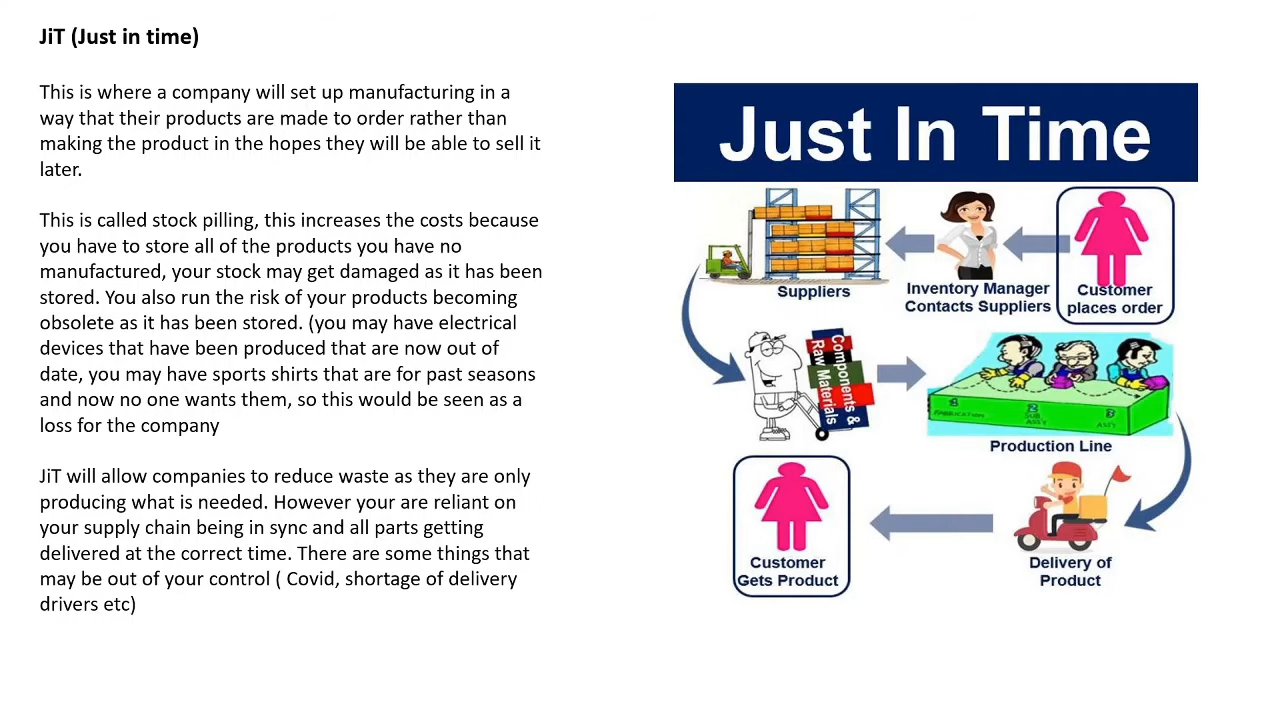 JiT (Just in time)
This is where a company will set up manufacturing in a
way that their products are made to order rather than
making the product in the hopes they will be able to sell it
later.
This is called stock pilling, this increases the costs because
you have to store all of the products you have no
manufactured, your stock may get damaged as it has been
stored. You also run the risk of your products becoming
obsolete as it has been stored. (you may have electrical
devices that have been produced that are now out of
date, you may have sports shirts that are for past seasons
and now no one wants them, so this would be seen as a
loss for the company
JiT will allow companies to reduce waste as they are only
producing what is needed. However your are reliant on
your supply chain being in sync and all parts getting
delivered at the correct time. There are some things that
may be out of your control ( Covid, shortage of delivery
drivers etc)
Just In Time
Suppliers
Inventory Manager
Contacts Suppliers
Customer
places order
Components &
Raw Materials
1
FABRICATION
2
SUB
ASS'Y
3
ASS'Y
Production Line
Customer
Gets Product
Delivery of
Product